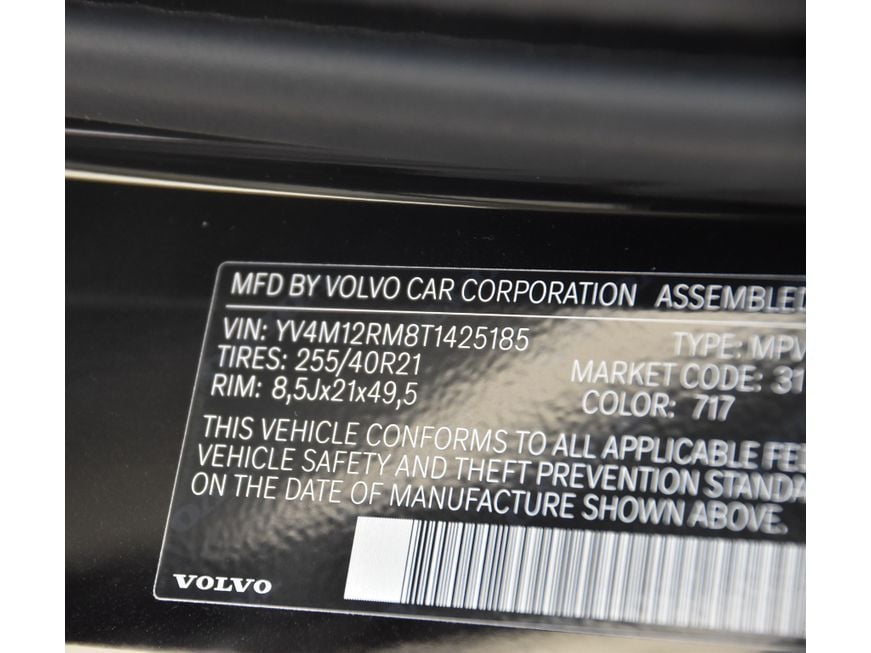 MFD BY VOLVO CAR CORPORATION ASSEMBLED
VIN: YV4M12RM8T1425185 TYPE: MPV
TIRES: 255/40R21 MARKET CODE: 31
RIM: 8,5Jx21x49,5 COLOR: 717
THIS VEHICLE CONFORMS TO ALL APPLICABLE FE
VEHICLE SAFETY AND THEFT PREVENTION STANDA
ON THE DATE OF MANUFACTURE SHOWN ABOVE.
VOLVO